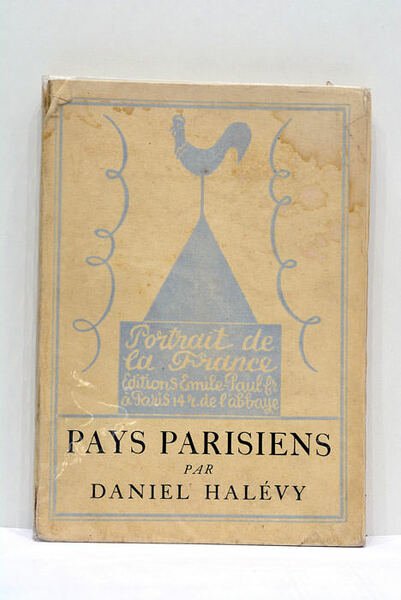 Portrait de
la France
Editions Emile-Paul fr
à Paris 14 r. de l'abbaye
PAYS PARISIENS
PAR
DANIEL HALÉVY